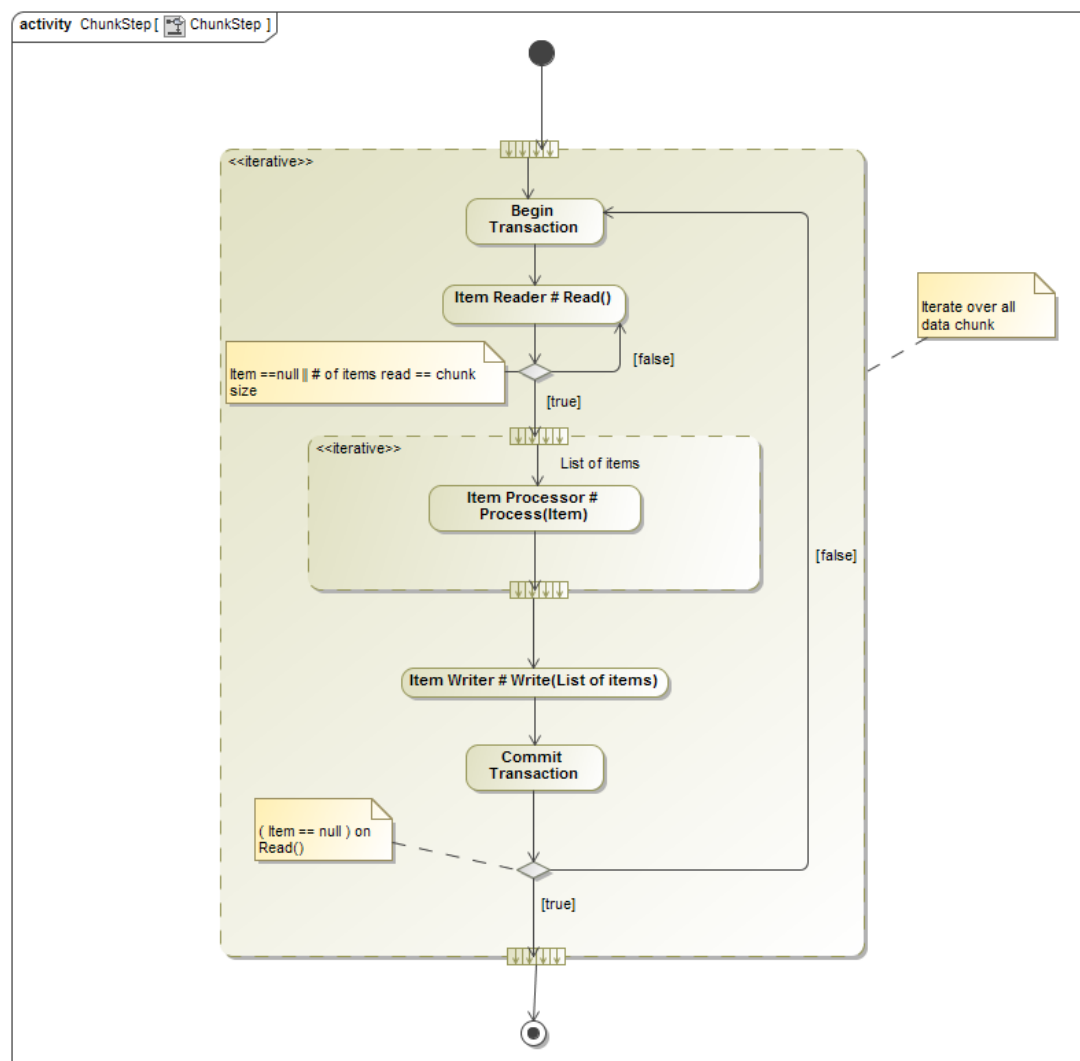 activity ChunkStep [ ChunkStep ]
<<iterative>>
Begin
Transaction
Item Reader # Read()
Iterate over all
data chunk
[false]
Item ==null || # of items read == chunk
size
[true]
<<iterative>>
List of items
Item Processor #
Process(Item)
[false]
Item Writer # Write(List of items)
Commit
Transaction
( Item == null ) on
Read()
[true]